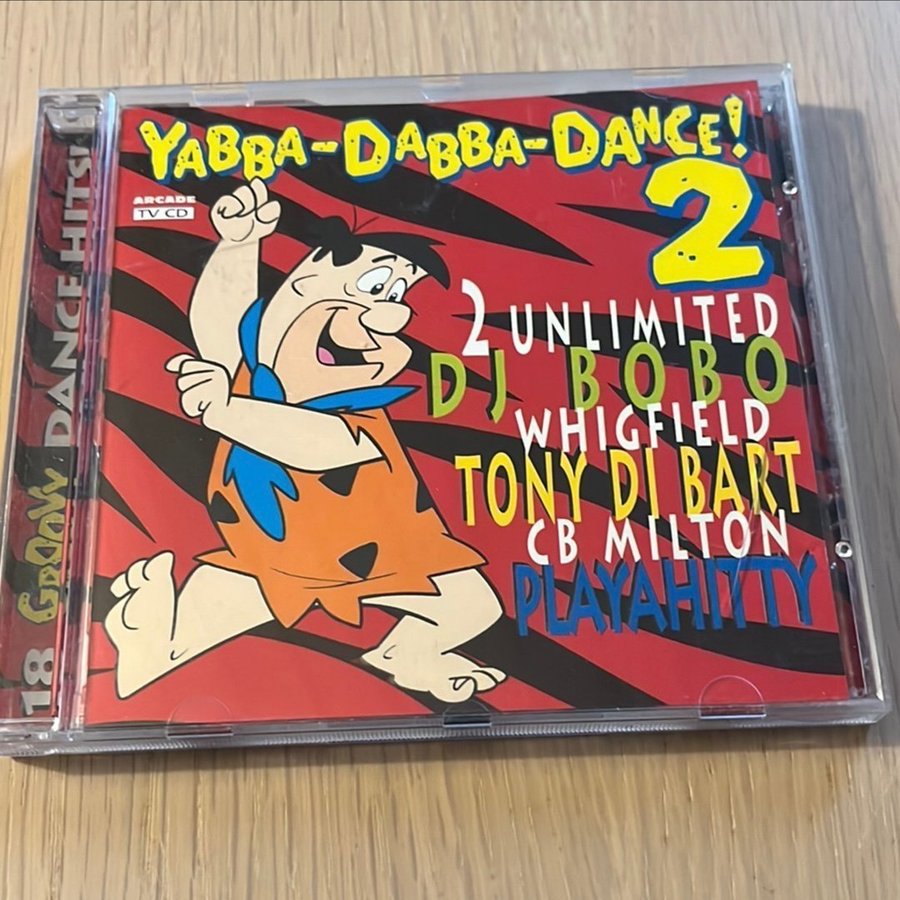 YABBA-DABBA-DANCE!
2
ARCADE
TV CD
2 UNLIMITED
DJ BOBO
WHIGFIELD
TONY DI BART
CB MILTON
PLAYAHITTY
18 GROOVY DANCE HITS!